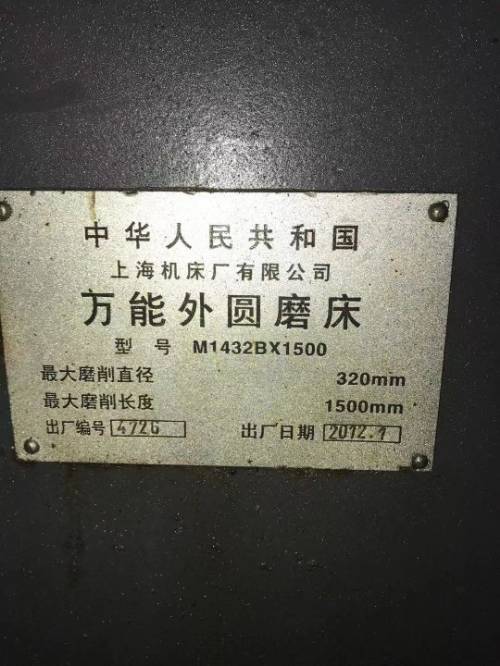 中华人民共和国
上海机床厂有限公司
万能外圆磨床
型 号 M1432BX1500
最大磨削直径 320mm
最大磨削长度 1500mm
出厂编号 出厂日期 2012.1